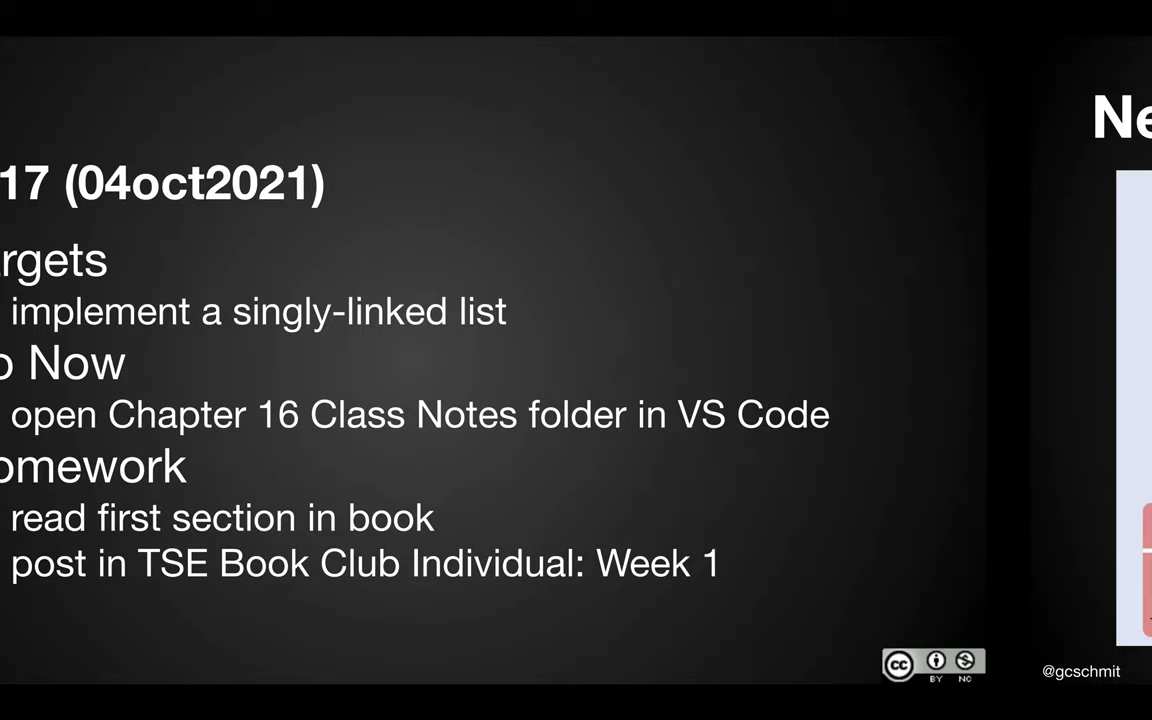 17 (04oct2021)
rgets
implement a singly-linked list
o Now
open Chapter 16 Class Notes folder in VS Code
omework
read first section in book
post in TSE Book Club Individual: Week 1
Ne
cc
BY NC
@gcschmit